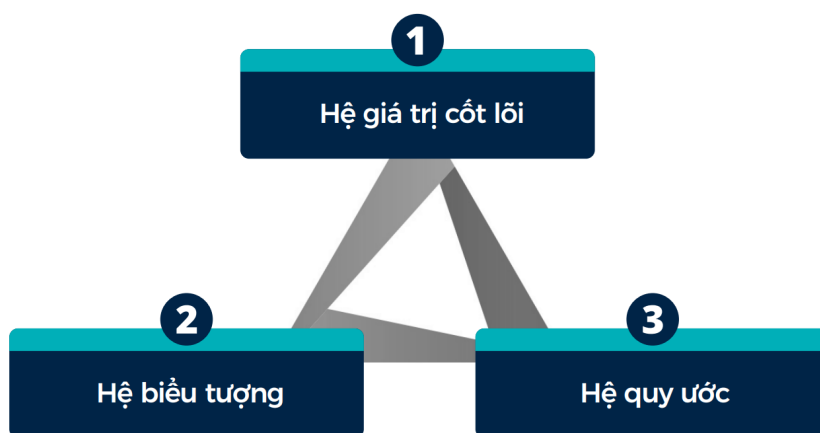 1
Hệ giá trị cốt lõi
2
Hệ biểu tượng
3
Hệ quy ước